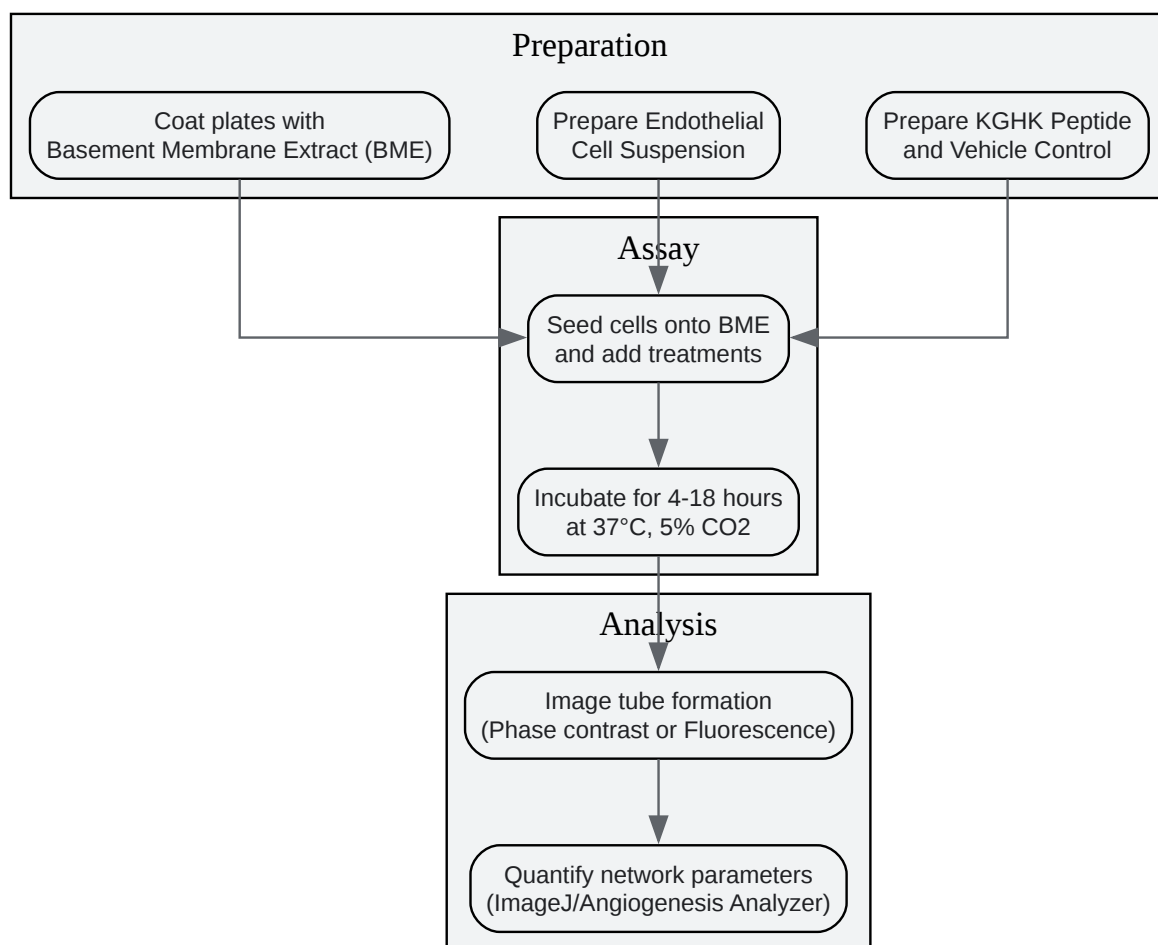 Preparation
Coat plates with
Basement Membrane Extract (BME)
Prepare Endothelial
Cell Suspension
Prepare KGHK Peptide
and Vehicle Control
Assay
Seed cells onto BME
and add treatments
Incubate for 4-18 hours
at 37°C, 5% CO2
Analysis
Image tube formation
(Phase contrast or Fluorescence)
Quantify network parameters
(ImageJ/Angiogenesis Analyzer)